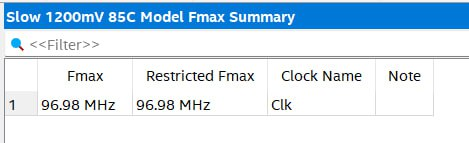 Slow 1200mV 85C Model Fmax Summary
<<Filter>>
Fmax Restricted Fmax Clock Name Note
1 96.98 MHz 96.98 MHz Clk